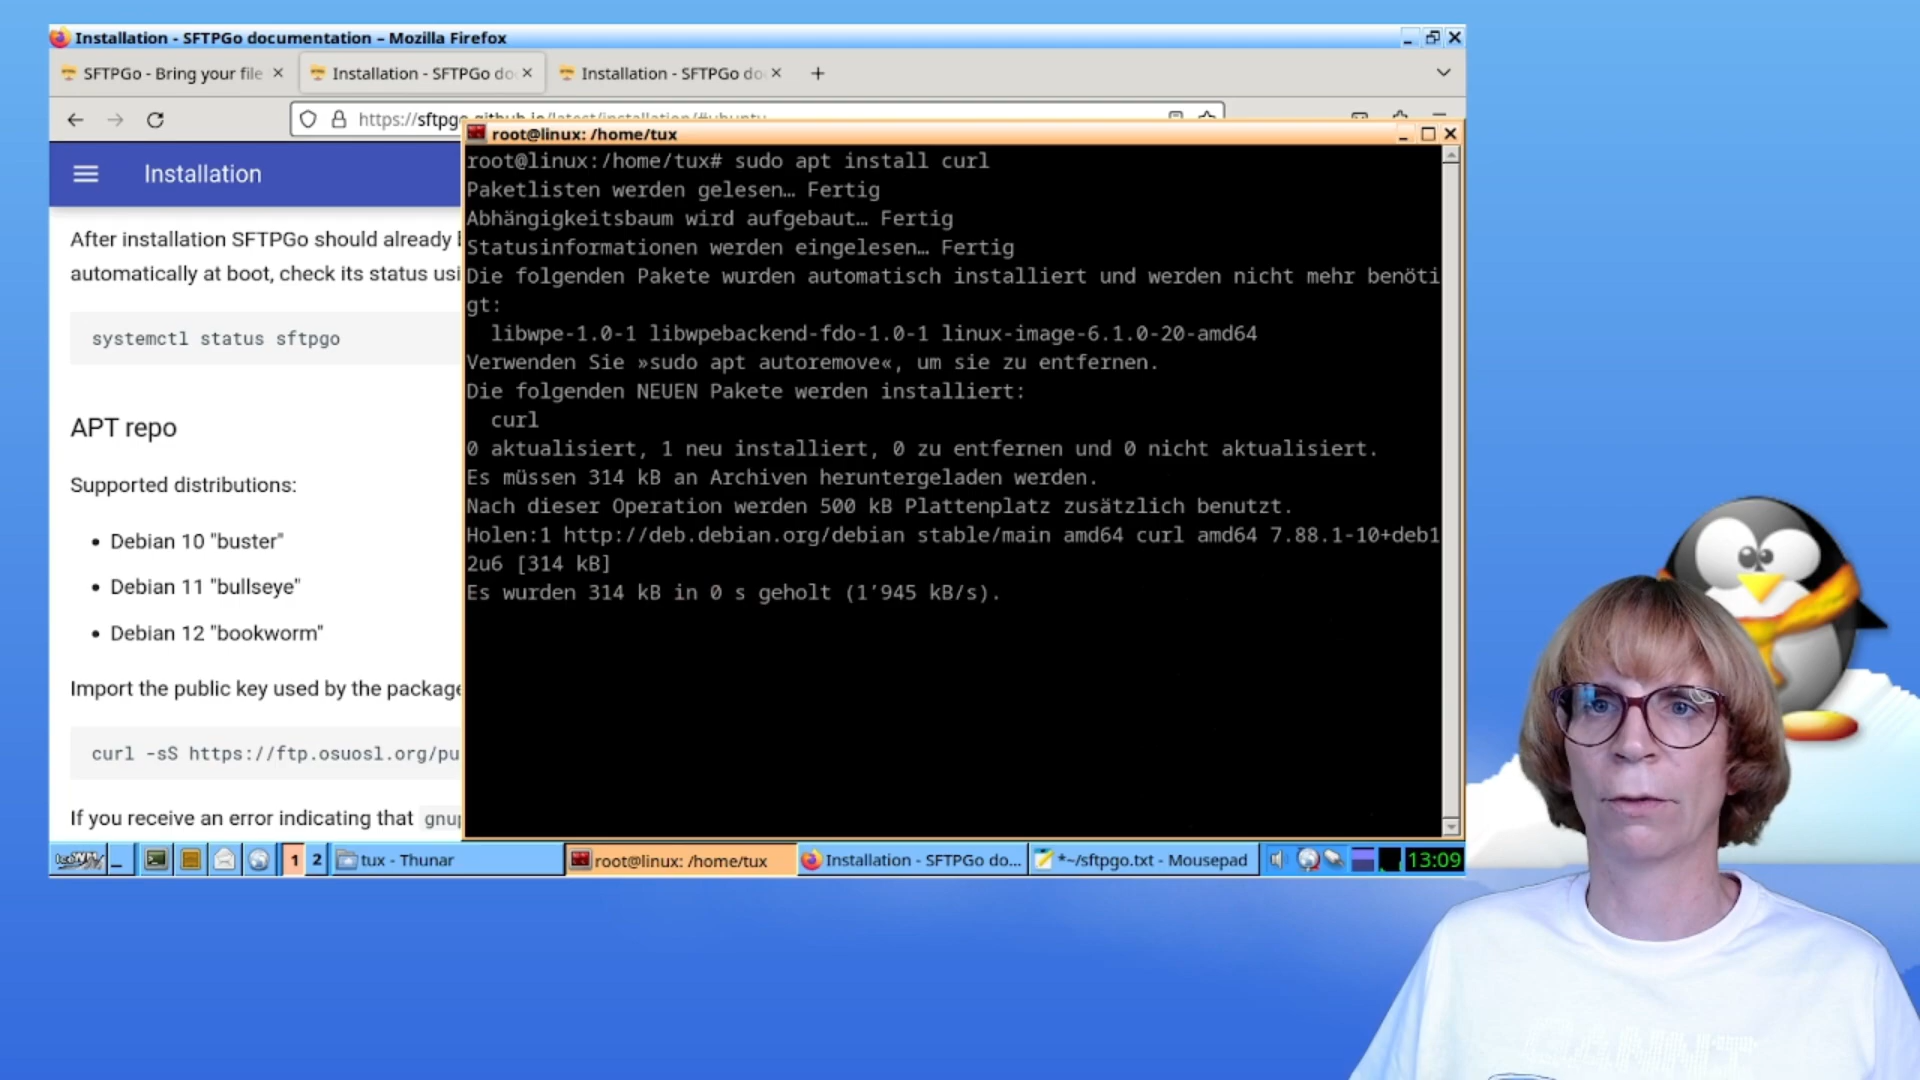 Installation - SFTPGo documentation – Mozilla Firefox
SFTPGo - Bring your file
Installation - SFTPGo do
Installation - SFTPGo do
Installation
After installation SFTPGo should already
automatically at boot, check its status usi
systemctl status sftpgo
APT repo
Supported distributions:
• Debian 10 "buster"
• Debian 11 "bullseye"
• Debian 12 "bookworm"
Import the public key used by the package
curl -sS https://ftp.osuosl.org/pu
If you receive an error indicating that gnu
root@linux: /home/tux
root@linux:/home/tux# sudo apt install curl
Paketlisten werden gelesen… Fertig
Abhängigkeitsbaum wird aufgebaut… Fertig
Statusinformationen werden eingelesen… Fertig
Die folgenden Pakete wurden automatisch installiert und werden nicht mehr benöti
gt:
libwpe-1.0-1 libwpebackend-fdo-1.0-1 linux-image-6.1.0-20-amd64
Verwenden Sie »sudo apt autoremove«, um sie zu entfernen.
Die folgenden NEUEN Pakete werden installiert:
curl
0 aktualisiert, 1 neu installiert, 0 zu entfernen und 0 nicht aktualisiert.
Es müssen 314 kB an Archiven heruntergeladen werden.
Nach dieser Operation werden 500 kB Plattenplatz zusätzlich benutzt.
Holen:1 http://deb.debian.org/debian stable/main amd64 curl amd64 7.88.1-10+deb1
2u6 [314 kB]
Es wurden 314 kB in 0 s geholt (1’945 kB/s).
1 2 tux - Thunar
root@linux: /home/tux
Installation - SFTPGo do...
*~/sftpgo.txt - Mousepad
13:09